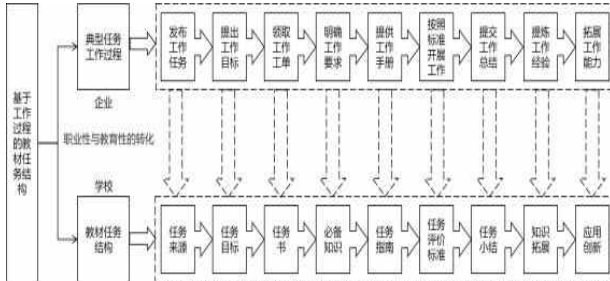 基于
工作
过程
的教
材任
务结
构
典型任务
工作过程
企业
职业性与教育性的转化
学校
教材任务
结构
发布
工作
任务
提出
工作
目标
领取
工作
工单
明确
工作
要求
提供
工作
手册
按照
标准
开展
工作
提交
工作
总结
提炼
工作
经验
拓展
工作
能力
任务
来源
任务
目标
任务
书
必备
知识
任务
指南
任务
评价
标准
任务
小结
知识
拓展
应用
创新